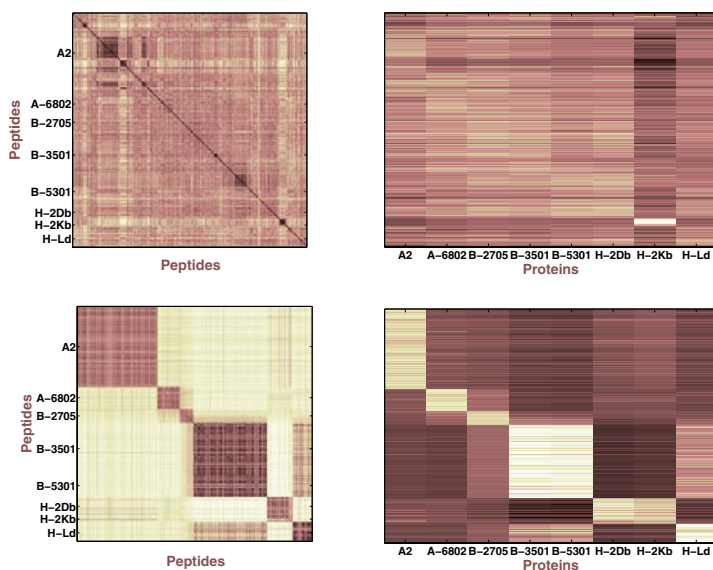 A2
A-6802
B-2705
B-3501
B-5301
H-2Db
H-2Kb
H-Ld
Peptides
Peptides
A2 A-6802 B-2705 B-3501 B-5301 H-2Db H-2Kb H-Ld
Proteins
A2
A-6802
B-2705
B-3501
B-5301
H-2Db
H-2Kb
H-Ld
Peptides
Peptides
A2 A-6802 B-2705 B-3501 B-5301 H-2Db H-2Kb H-Ld
Proteins